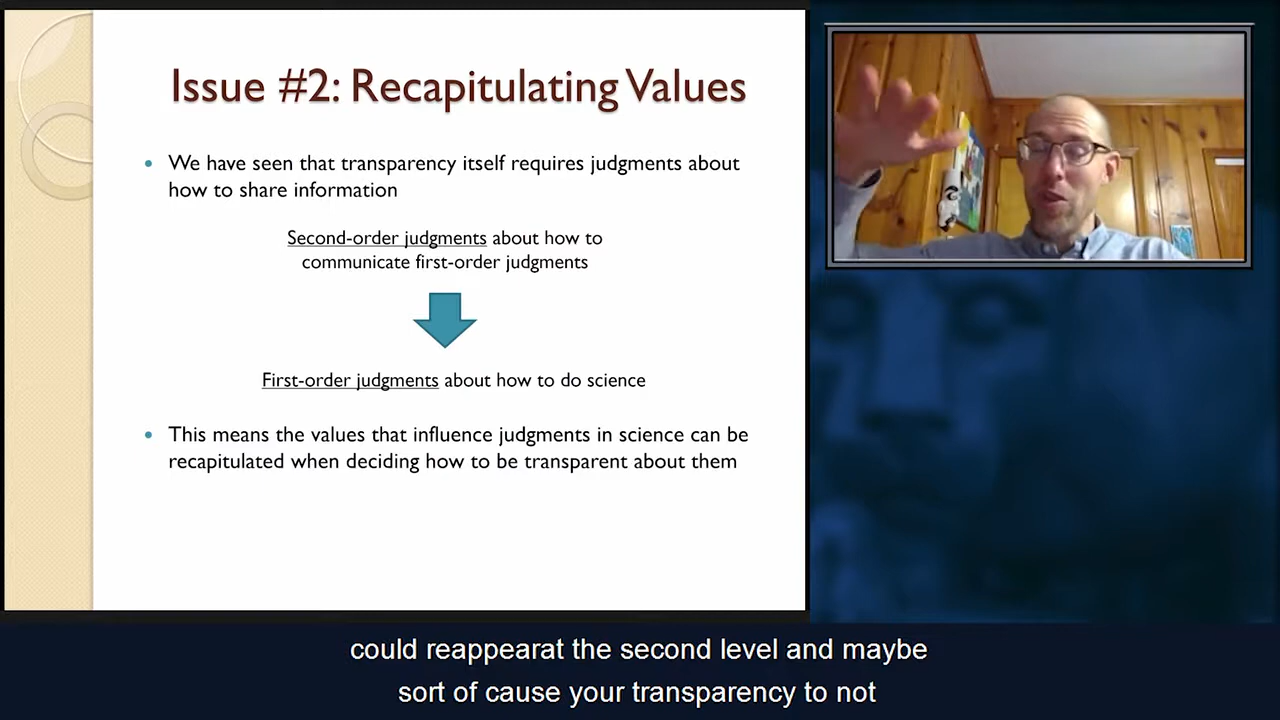 Issue #2: Recapitulating Values
We have seen that transparency itself requires judgments about
how to share information
Second-order judgments about how to
communicate first-order judgments
First-order judgments about how to do science
This means the values that influence judgments in science can be
recapitulated when deciding how to be transparent about them
could reappearat the second level and maybe
sort of cause your transparency to not